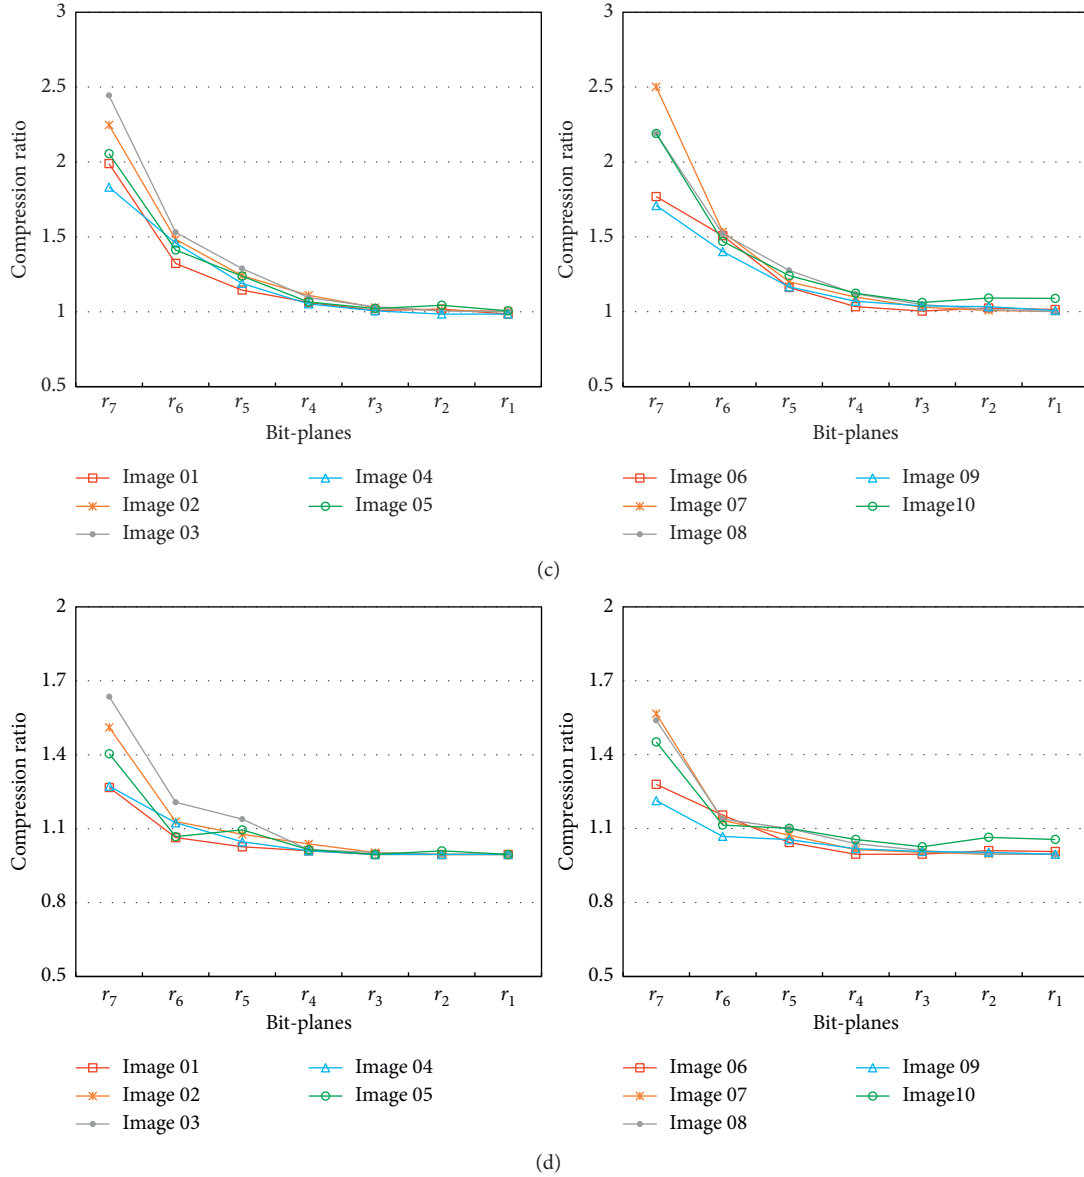 3
2.5
2
1.5
1
0.5
Compression ratio
r7 r6 r5 r4 r3 r2 r1
Bit-planes
Image 01
Image 02
Image 03
Image 04
Image 05
3
2.5
2
1.5
1
0.5
Compression ratio
r7 r6 r5 r4 r3 r2 r1
Bit-planes
Image 06
Image 07
Image 08
Image 09
Image10
(c)
2
1.7
1.4
1.1
0.8
0.5
Compression ratio
r7 r6 r5 r4 r3 r2 r1
Bit-planes
Image 01
Image 02
Image 03
Image 04
Image 05
2
1.7
1.4
1.1
0.8
0.5
Compression ratio
r7 r6 r5 r4 r3 r2 r1
Bit-planes
Image 06
Image 07
Image 08
Image 09
Image10
(d)